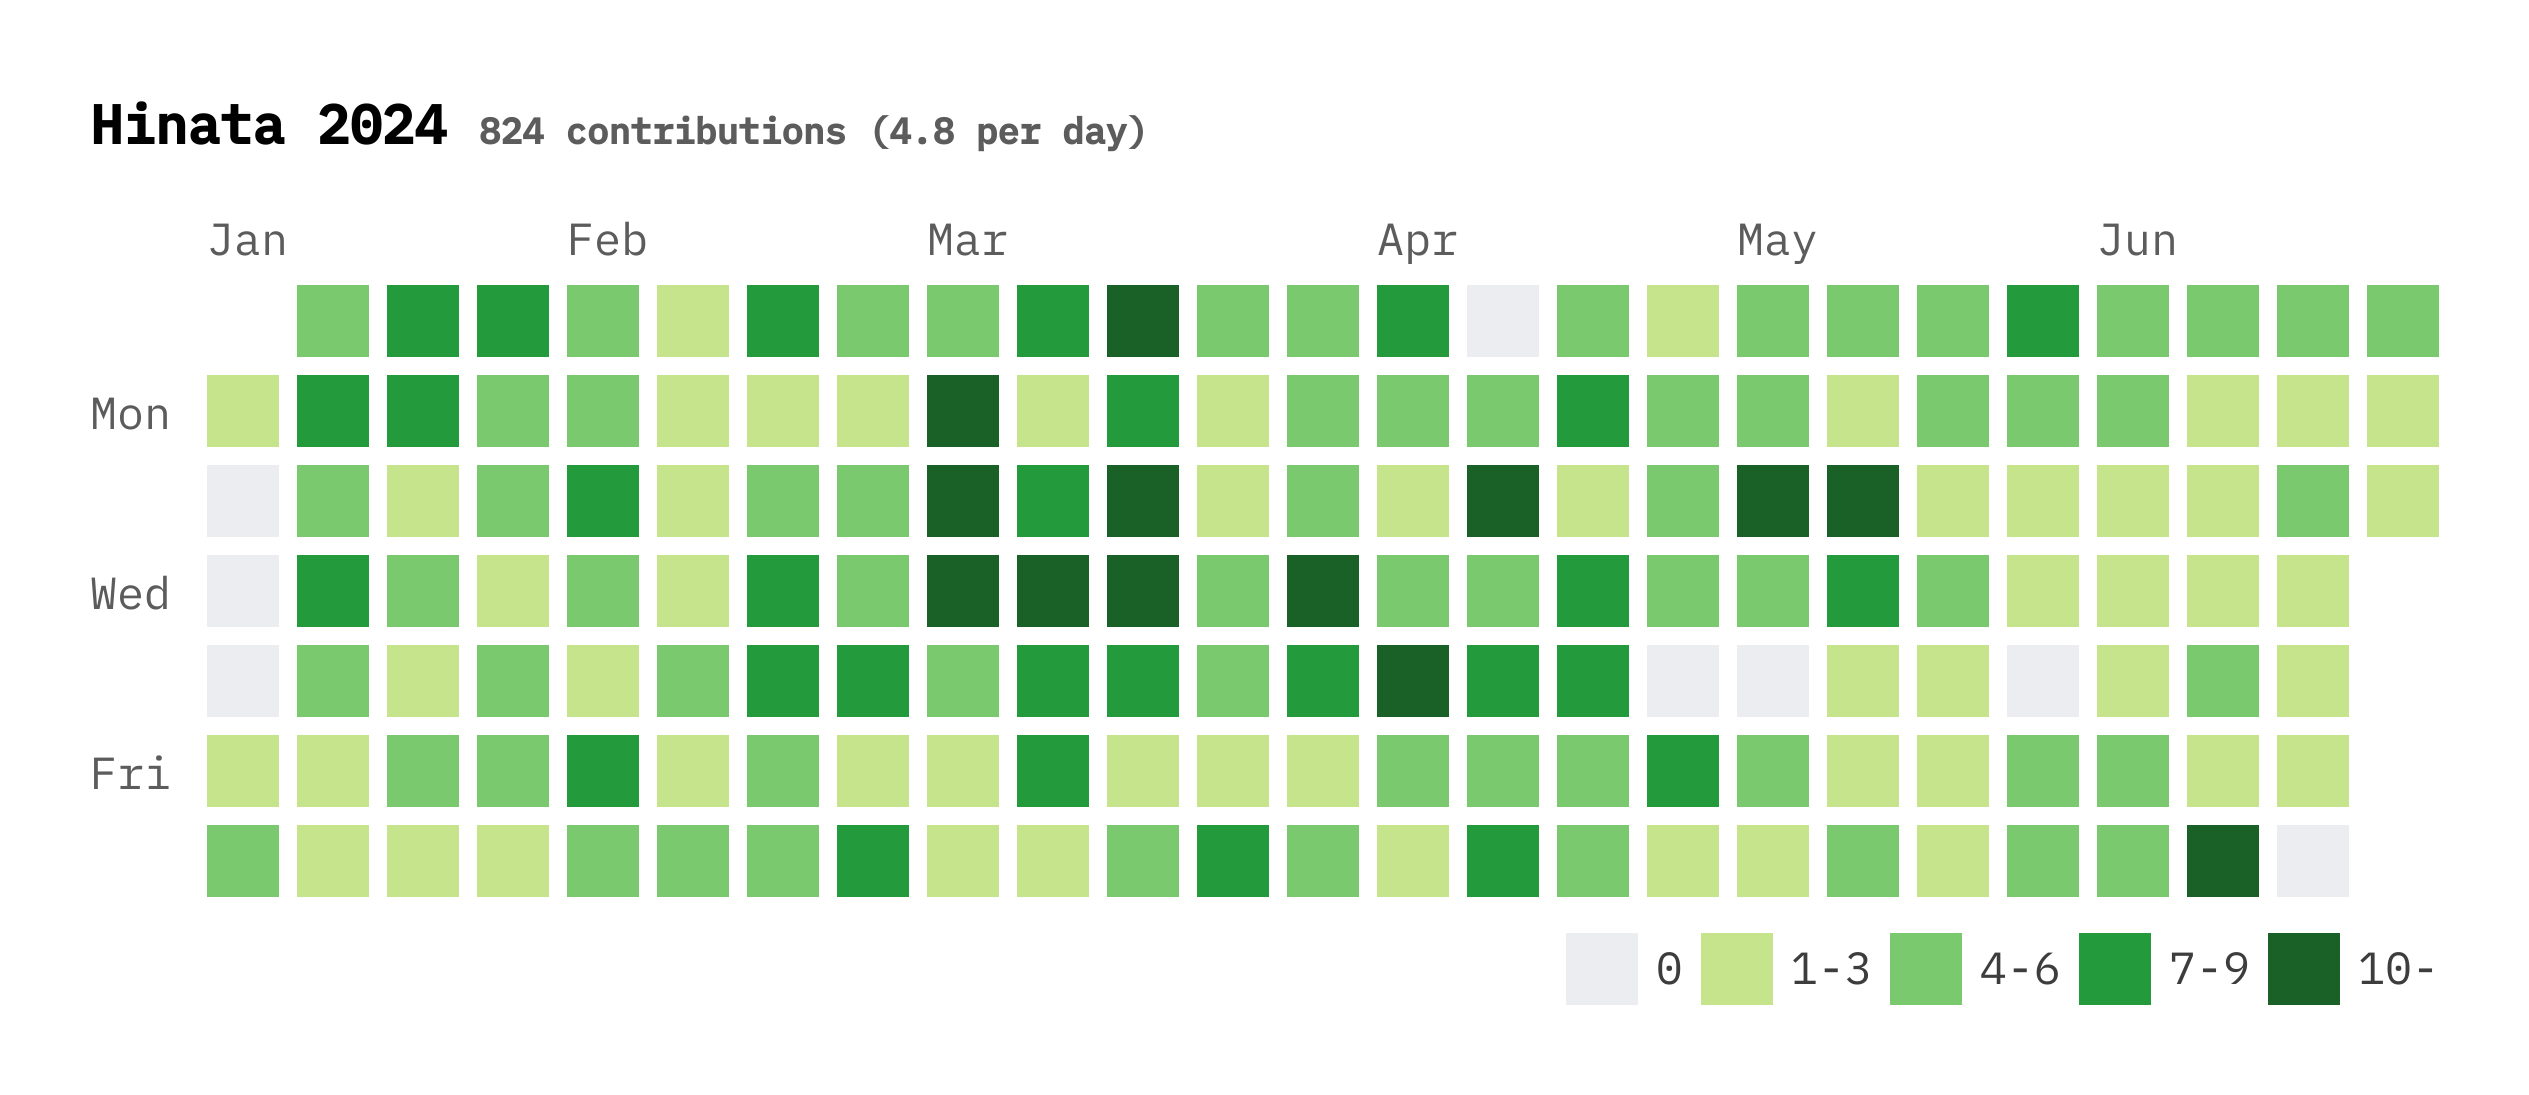 Hinata 2024 824 contributions (4.8 per day)
Jan Feb Mar Apr May Jun
Mon
Wed
Fri
0 1-3 4-6 7-9 10-